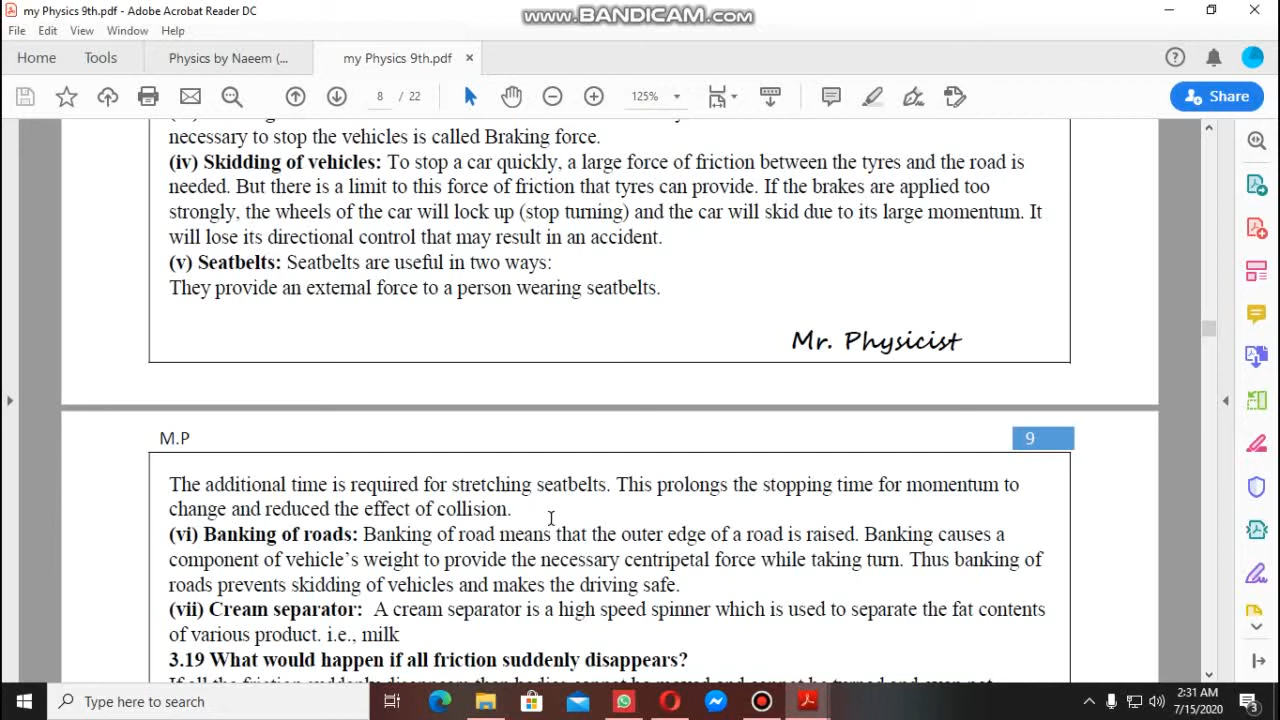 my Physics 9th.pdf - Adobe Acrobat Reader DC
www.BANDICAM.com
File Edit View Window Help
Home Tools Physics by Naeem (... my Physics 9th.pdf ×
8 / 22 125% Share
necessary to stop the vehicles is called Braking force.
(iv) Skidding of vehicles: To stop a car quickly, a large force of friction between the tyres and the road is
needed. But there is a limit to this force of friction that tyres can provide. If the brakes are applied too
strongly, the wheels of the car will lock up (stop turning) and the car will skid due to its large momentum. It
will lose its directional control that may result in an accident.
(v) Seatbelts: Seatbelts are useful in two ways:
They provide an external force to a person wearing seatbelts.
Mr. Physicist
M.P 9
The additional time is required for stretching seatbelts. This prolongs the stopping time for momentum to
change and reduced the effect of collision.
(vi) Banking of roads: Banking of road means that the outer edge of a road is raised. Banking causes a
component of vehicle's weight to provide the necessary centripetal force while taking turn. Thus banking of
roads prevents skidding of vehicles and makes the driving safe.
(vii) Cream separator: A cream separator is a high speed spinner which is used to separate the fat contents
of various product. i.e., milk
3.19 What would happen if all friction suddenly disappears?
Type here to search
2:31 AM
7/15/2020
3